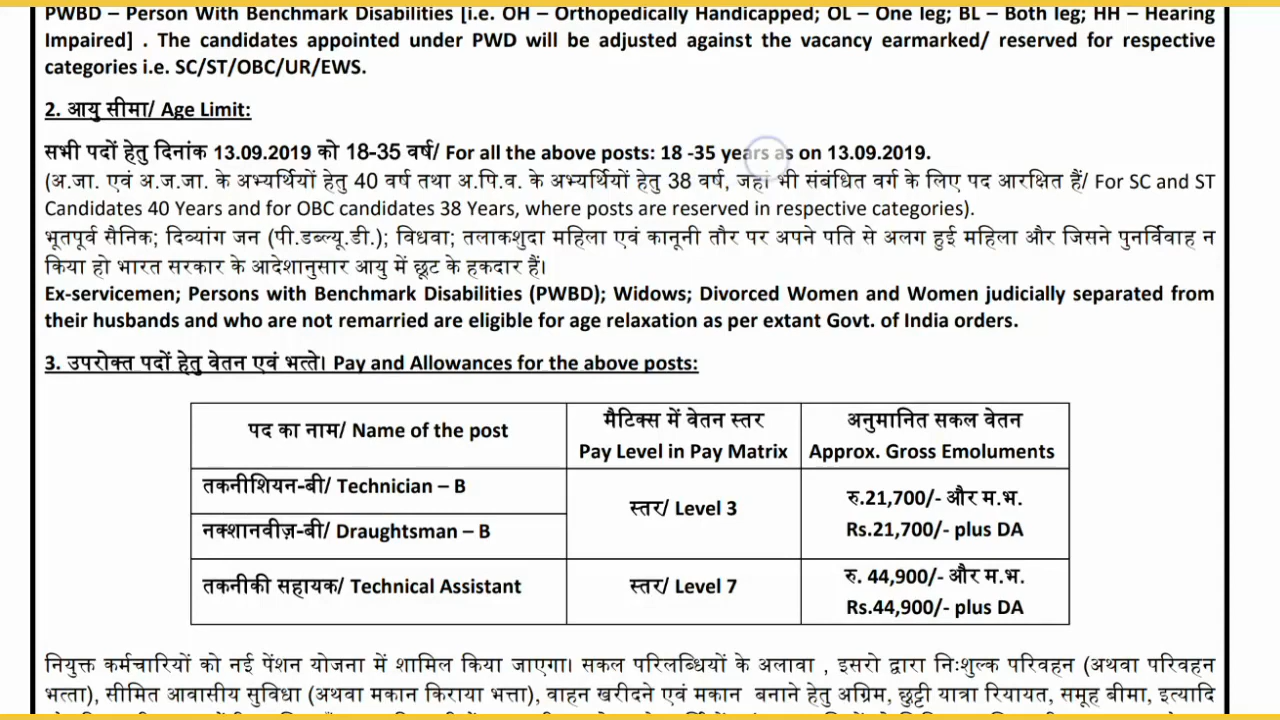 PWBD – Person With Benchmark Disabilities [i.e. OH – Orthopedically Handicapped; OL – One leg; BL – Both leg; HH – Hearing
Impaired] . The candidates appointed under PWD will be adjusted against the vacancy earmarked/ reserved for respective
categories i.e. SC/ST/OBC/UR/EWS.
2. आयु सीमा/ Age Limit:
सभी पदों हेतु दिनांक 13.09.2019 को 18-35 वर्ष/ For all the above posts: 18 -35 years as on 13.09.2019.
(अ.जा. एवं अ.ज.जा. के अभ्यर्थियों हेतु 40 वर्ष तथा अ.पि.व. के अभ्यर्थियों हेतु 38 वर्ष, जहां भी संबंधित वर्ग के लिए पद आरक्षित हैं/ For SC and ST
Candidates 40 Years and for OBC candidates 38 Years, where posts are reserved in respective categories).
भूतपूर्व सैनिक; दिव्यांग जन (पी.डब्ल्यू.डी.); विधवा; तलाकशुदा महिला एवं कानूनी तौर पर अपने पति से अलग हुई महिला और जिसने पुनर्विवाह न
किया हो भारत सरकार के आदेशानुसार आयु में छूट के हकदार हैं।
Ex-servicemen; Persons with Benchmark Disabilities (PWBD); Widows; Divorced Women and Women judicially separated from
their husbands and who are not remarried are eligible for age relaxation as per extant Govt. of India orders.
3. उपरोक्त पदों हेतु वेतन एवं भत्ते। Pay and Allowances for the above posts:
पद का नाम/ Name of the post
मैटिक्स में वेतन स्तर
Pay Level in Pay Matrix
अनुमानित सकल वेतन
Approx. Gross Emoluments
तकनीशियन-बी/ Technician – B
नक्शानवीज़-बी/ Draughtsman – B
स्तर/ Level 3
रु.21,700/- और म.भ.
Rs.21,700/- plus DA
तकनीकी सहायक/ Technical Assistant
स्तर/ Level 7
रु. 44,900/- और म.भ.
Rs.44,900/- plus DA
नियुक्त कर्मचारियों को नई पेंशन योजना में शामिल किया जाएगा। सकल परिलब्धियों के अलावा , इसरो द्वारा निःशुल्क परिवहन (अथवा परिवहन
भत्ता), सीमित आवासीय सुविधा (अथवा मकान किराया भत्ता), वाहन खरीदने एवं मकान बनाने हेतु अग्रिम, छुट्टी यात्रा रियायत, समूह बीमा, इत्यादि